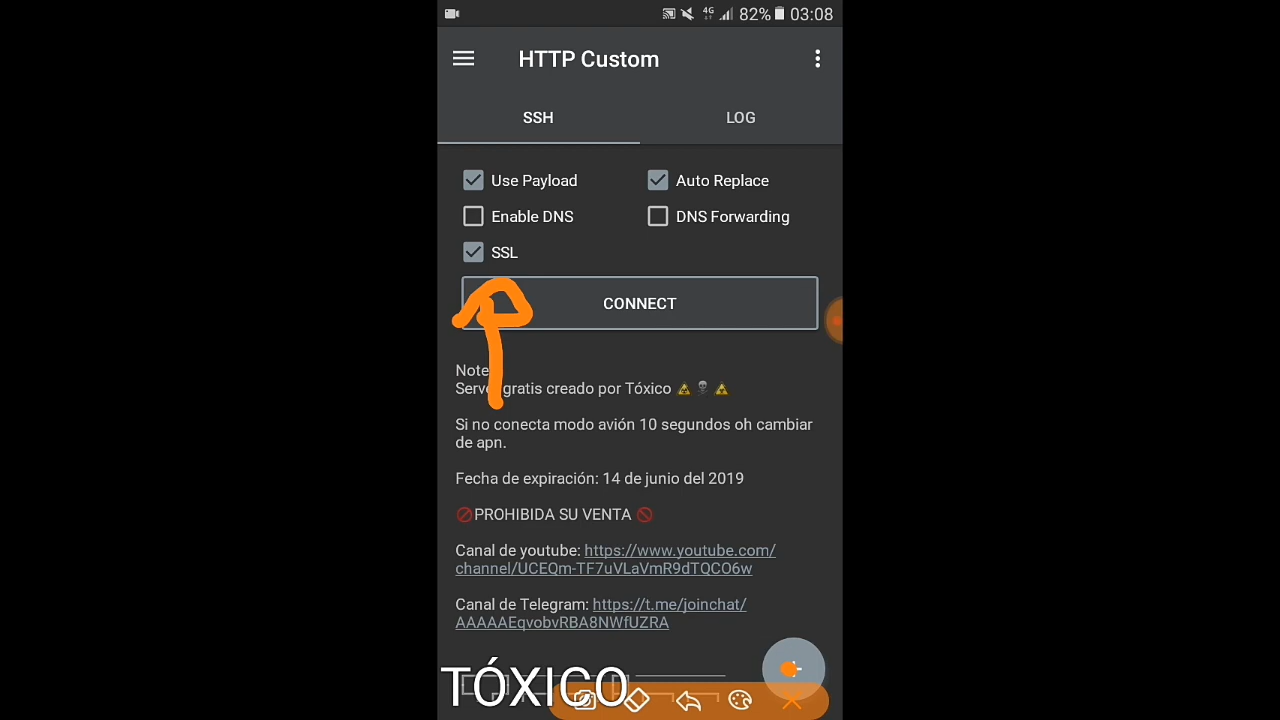 4G 82% 03:08
HTTP Custom
SSH LOG
Use Payload Auto Replace
Enable DNS DNS Forwarding
SSL
CONNECT
Note
Server gratis creado por Tóxico
Si no conecta modo avión 10 segundos oh cambiar
de apn.
Fecha de expiración: 14 de junio del 2019
🚫PROHIBIDA SU VENTA 🚫
Canal de youtube: https://www.youtube.com/
channel/UCEQm-TF7uVLaVmR9dTQCO6w
Canal de Telegram: https://t.me/joinchat/
AAAAAEqvobvRBA8NWfUZRA
TÓXICO